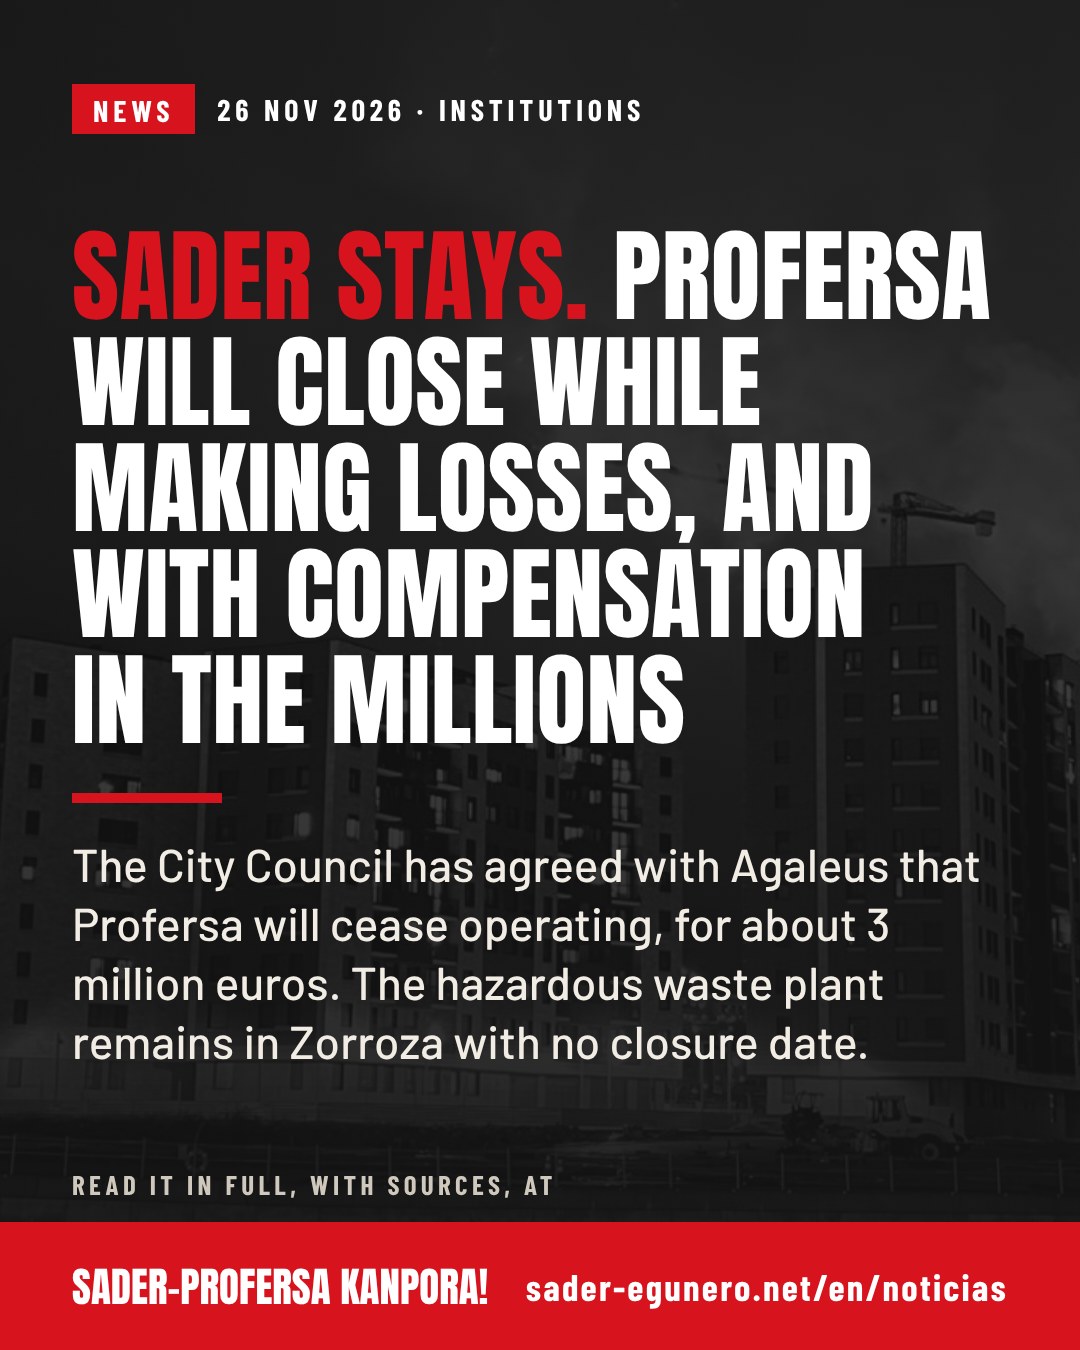 NEWS 26 NOV 2026 · INSTITUTIONS
SADER STAYS. PROFERSA
WILL CLOSE WHILE
MAKING LOSSES, AND
WITH COMPENSATION
IN THE MILLIONS
The City Council has agreed with Agaleus that
Profersa will cease operating, for about 3
million euros. The hazardous waste plant
remains in Zorroza with no closure date.
READ IT IN FULL, WITH SOURCES, AT
SADER-PROFERSA KANPORA! sader-egunero.net/en/noticias